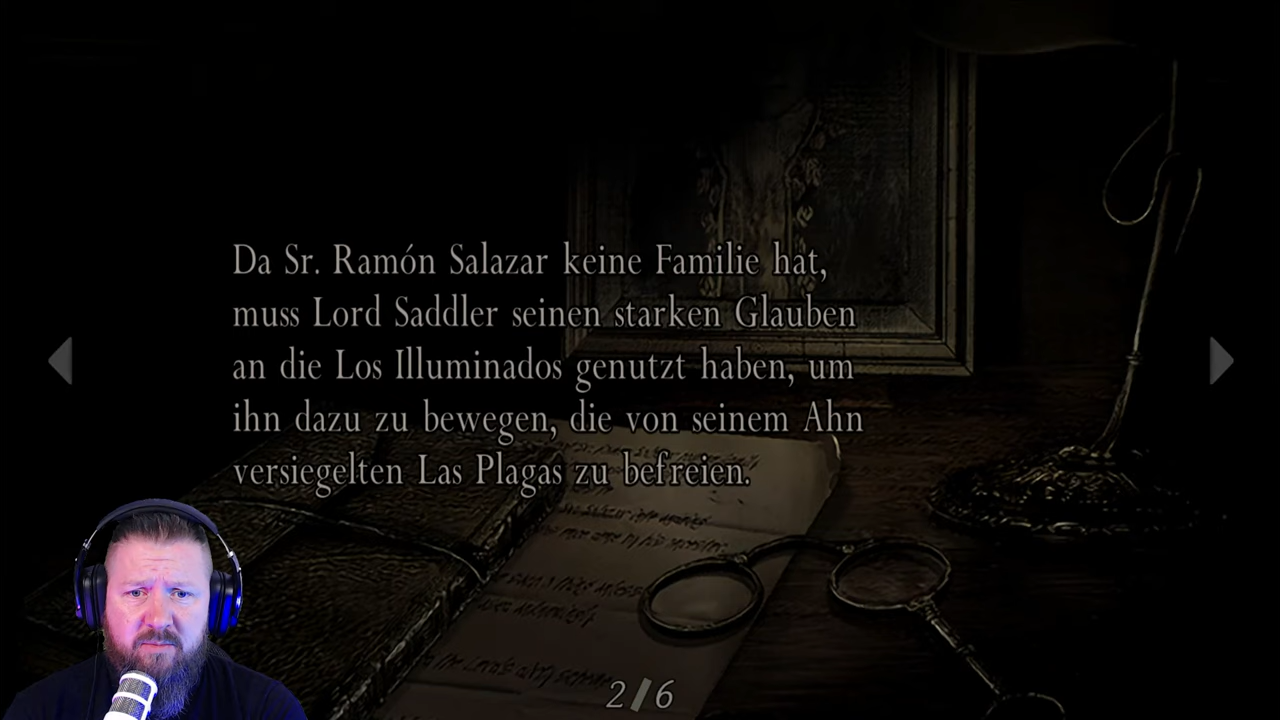 Da Sr. Ramón Salazar keine Familie hat,
muss Lord Saddler seinen starken Glauben
an die Los Illuminados genutzt haben, um
ihn dazu zu bewegen, die von seinem Ahn
versiegelten Las Plagas zu befreien.
2/6